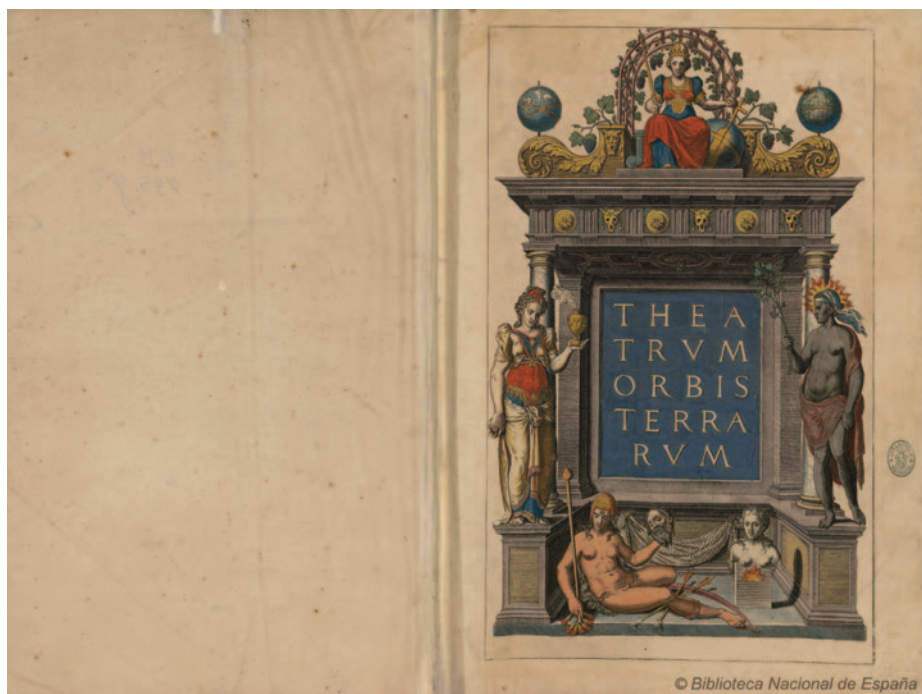 THEA
TRVM
ORBIS
TERRA
RVM
© Biblioteca Nacional de España